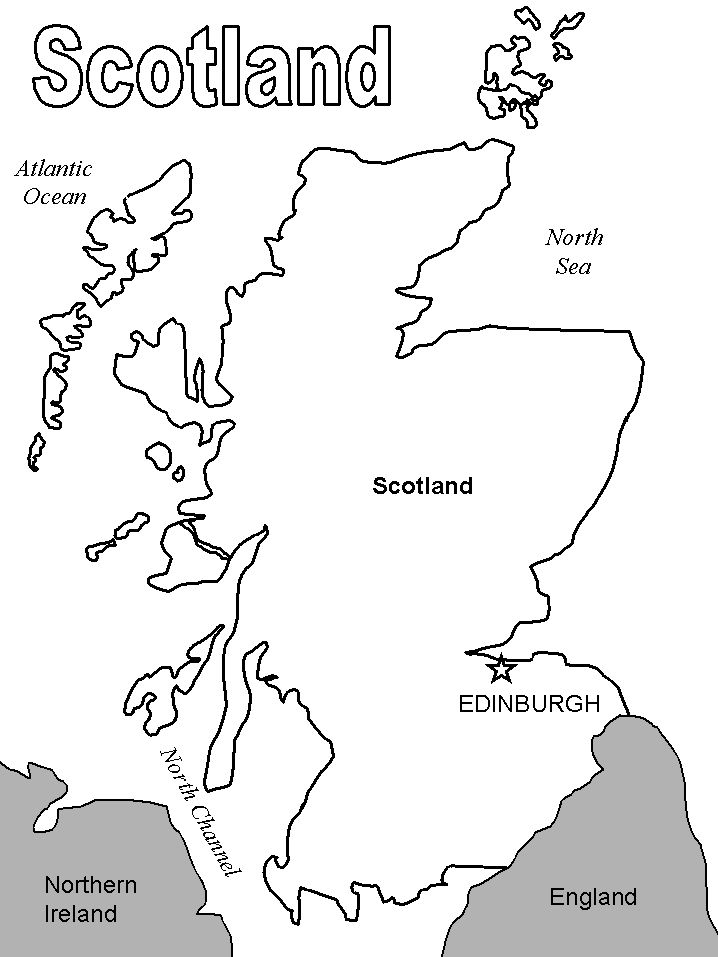 Scotland
Atlantic
Ocean
North
Sea
Scotland
EDINBURGH
North Channel
Northern
Ireland
England